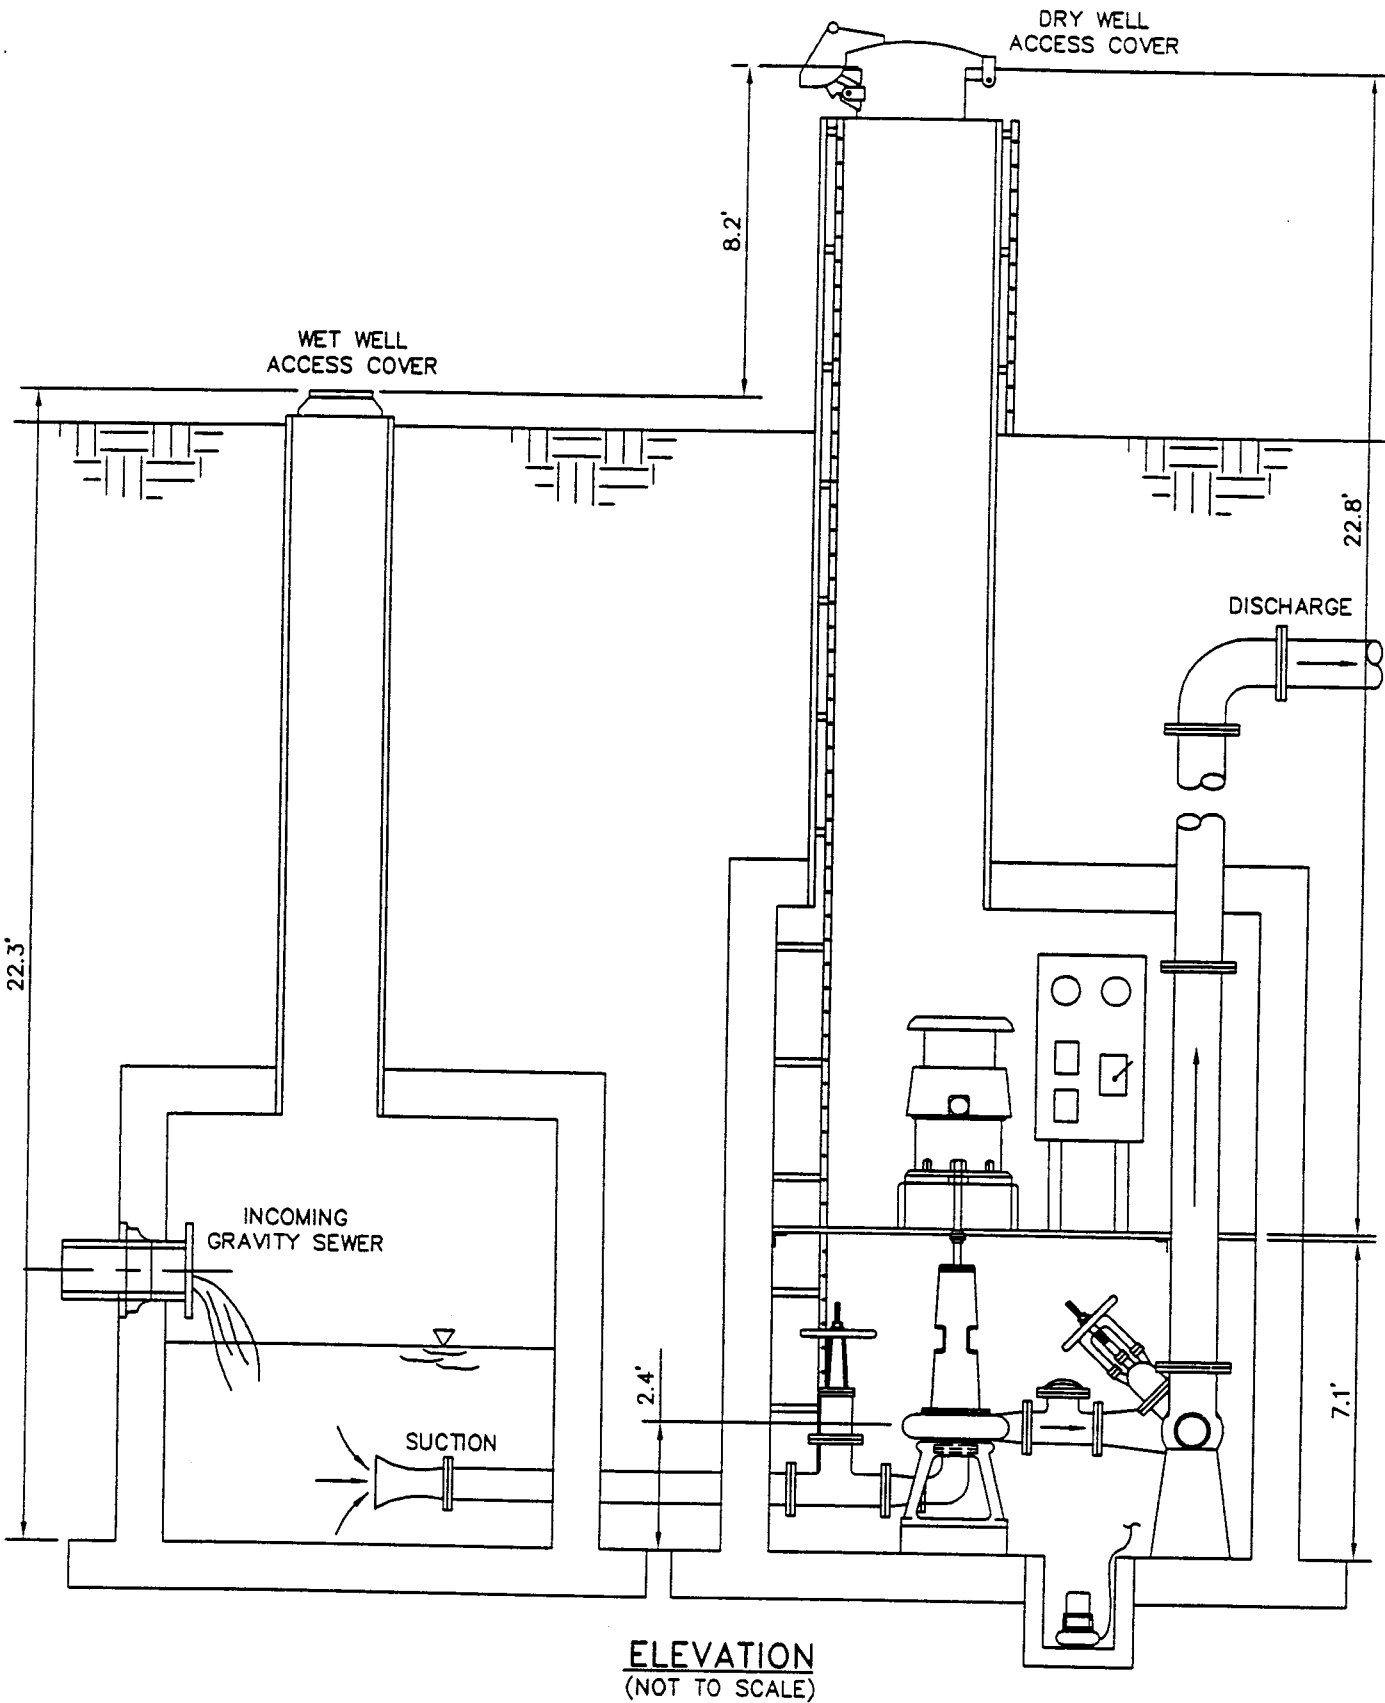 DRY WELL
ACCESS COVER
8.2'
WET WELL
ACCESS COVER
22.8'
DISCHARGE
22.3'
INCOMING
GRAVITY SEWER
2.4'
7.1'
SUCTION
ELEVATION
(NOT TO SCALE)